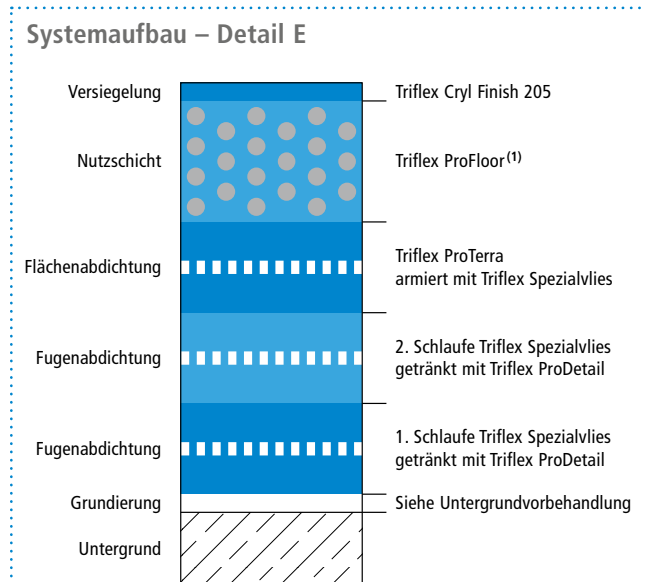 Systemaufbau – Detail E
Versiegelung
Triflex Cryl Finish 205
Nutzschicht
Triflex ProFloor(1)
Flächenabdichtung
Triflex ProTerra
armiert mit Triflex Spezialvlies
Fugenabdichtung
2. Schlaufe Triflex Spezialvlies
getränkt mit Triflex ProDetail
Fugenabdichtung
1. Schlaufe Triflex Spezialvlies
getränkt mit Triflex ProDetail
Grundierung
Siehe Untergrundvorbehandlung
Untergrund